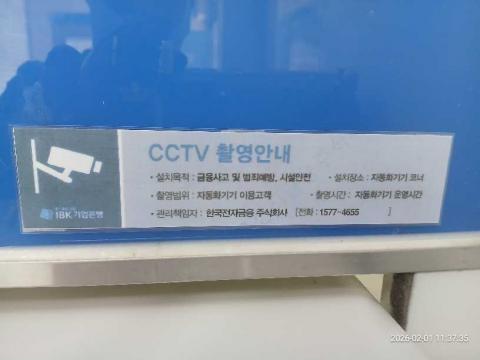 CCTV 촬영안내
· 설치목적 : 금융사고 및 범죄예방, 시설안전 · 설치장소 : 자동화기기 코너
· 촬영범위 : 자동화기기 이용고객 · 촬영시간 : 자동화기기 운영시간
· 관리책임자 : 한국전자금융 주식회사 [전화 : 1577-4655 ]
IBK 기업은행
2026-02-01 11:37:35